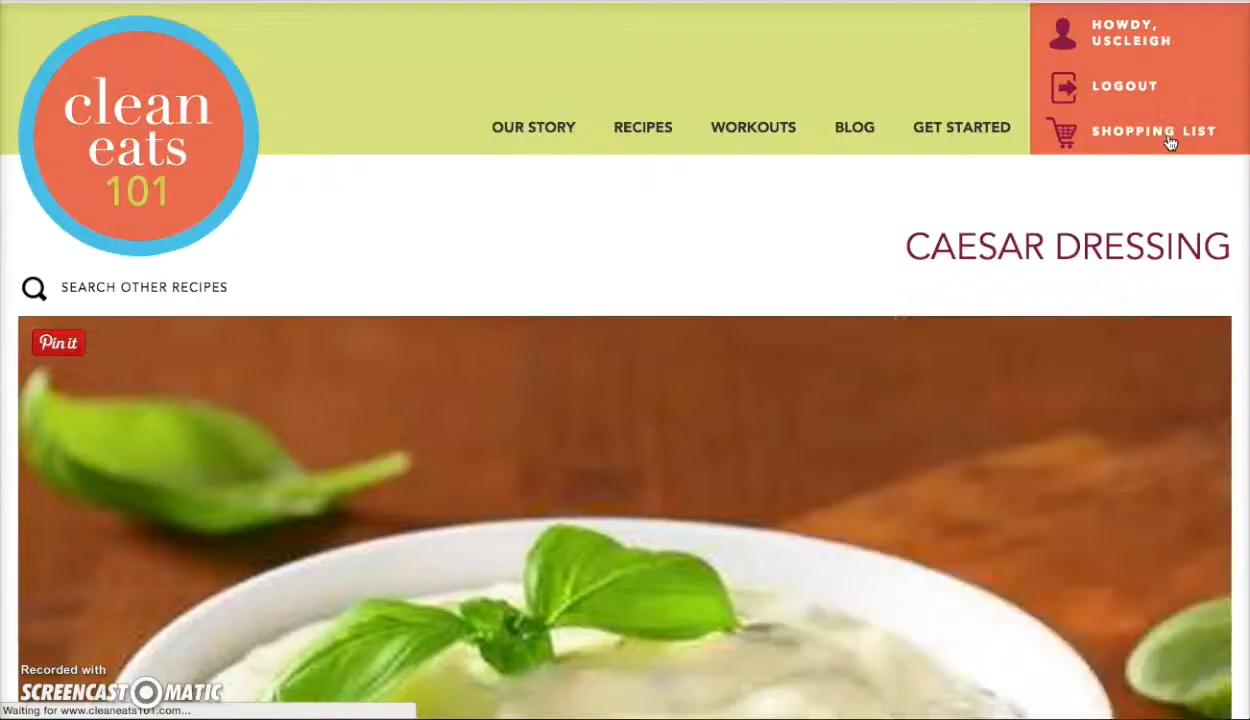 clean
eats
101
OUR STORY
RECIPES
WORKOUTS
BLOG
GET STARTED
HOWDY,
USCLEIGH
LOGOUT
SHOPPING LIST
CAESAR DRESSING
SEARCH OTHER RECIPES
Pin it
Recorded with
SCREENCAST MATIC
Waiting for www.cleaneats101.com...